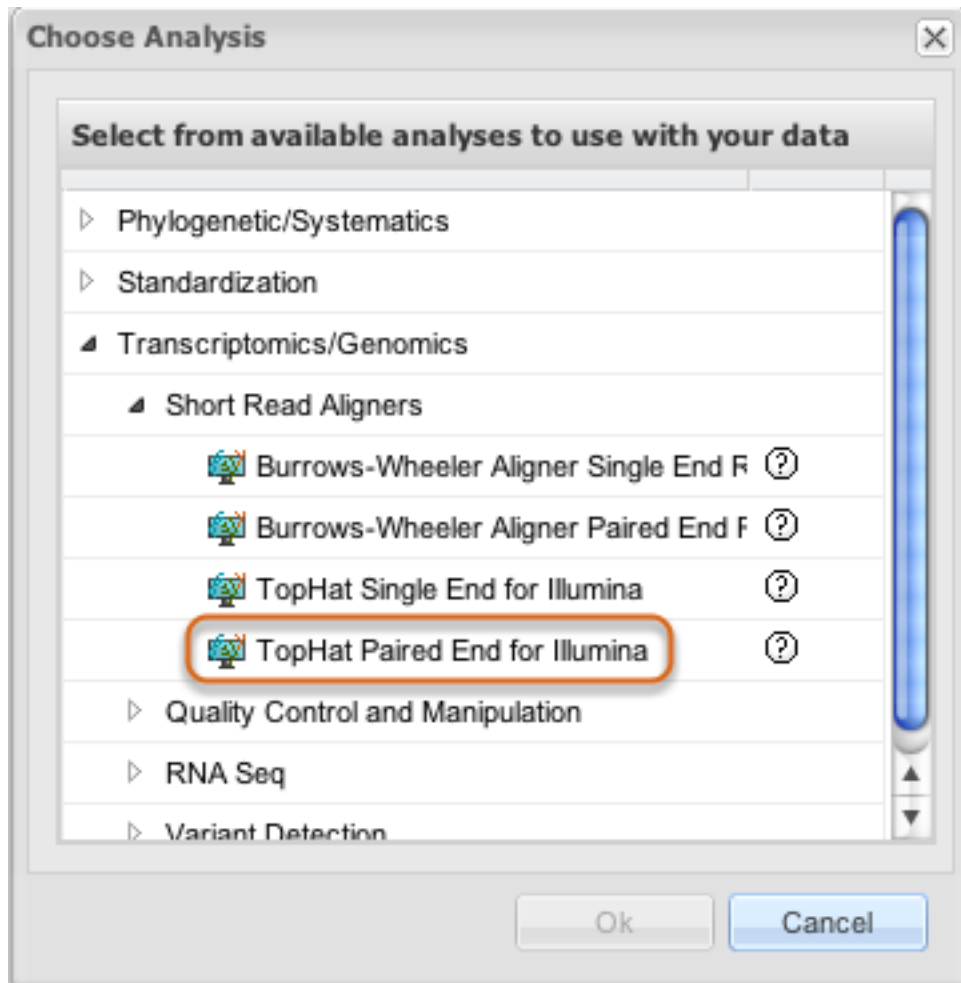 Choose Analysis
Select from available analyses to use with your data
Phylogenetic/Systematics
Standardization
Transcriptomics/Genomics
Short Read Aligners
Burrows-Wheeler Aligner Single End R
Burrows-Wheeler Aligner Paired End
TopHat Single End for Illumina
TopHat Paired End for Illumina
Quality Control and Manipulation
RNA Seq
Variant Detection
Ok Cancel